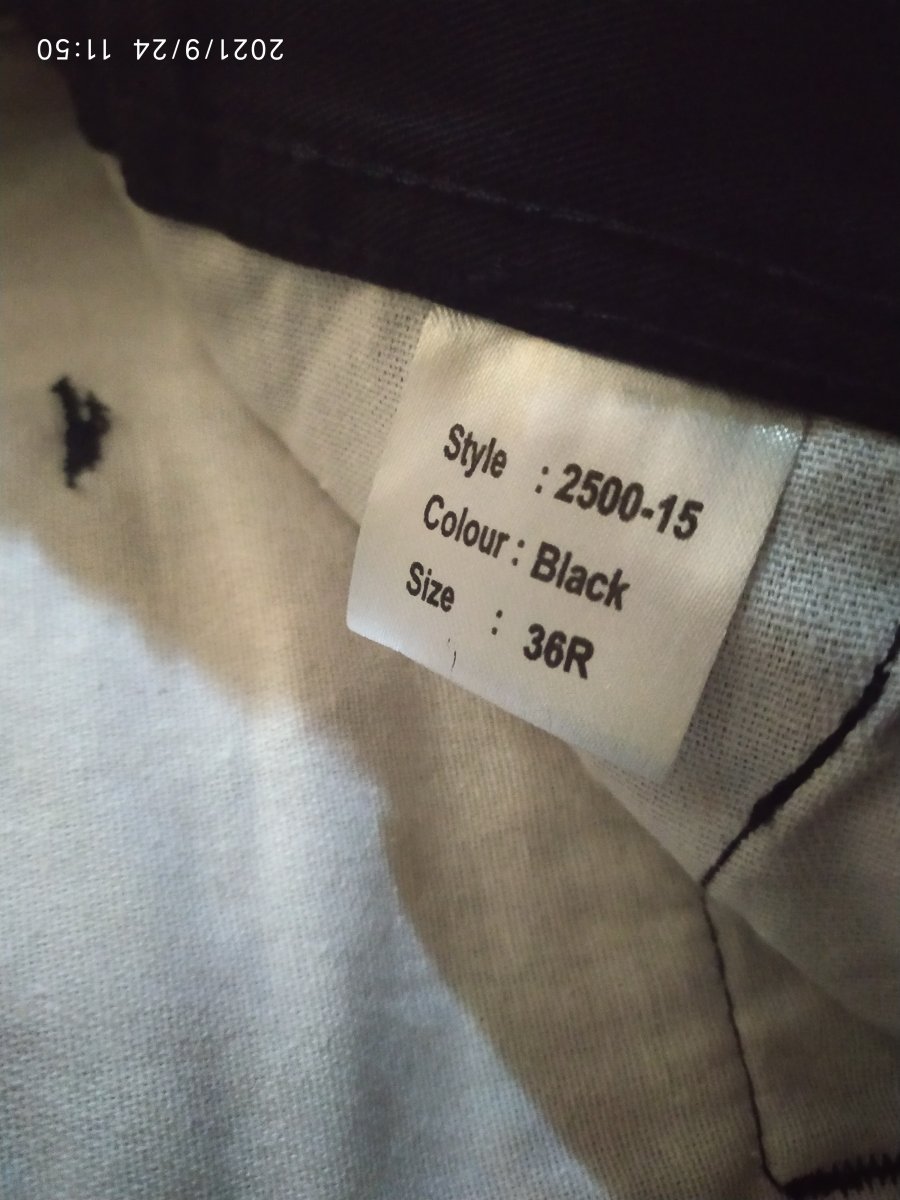 2021/9/24 11:50
Style : 2500-15
Colour : Black
Size : 36R